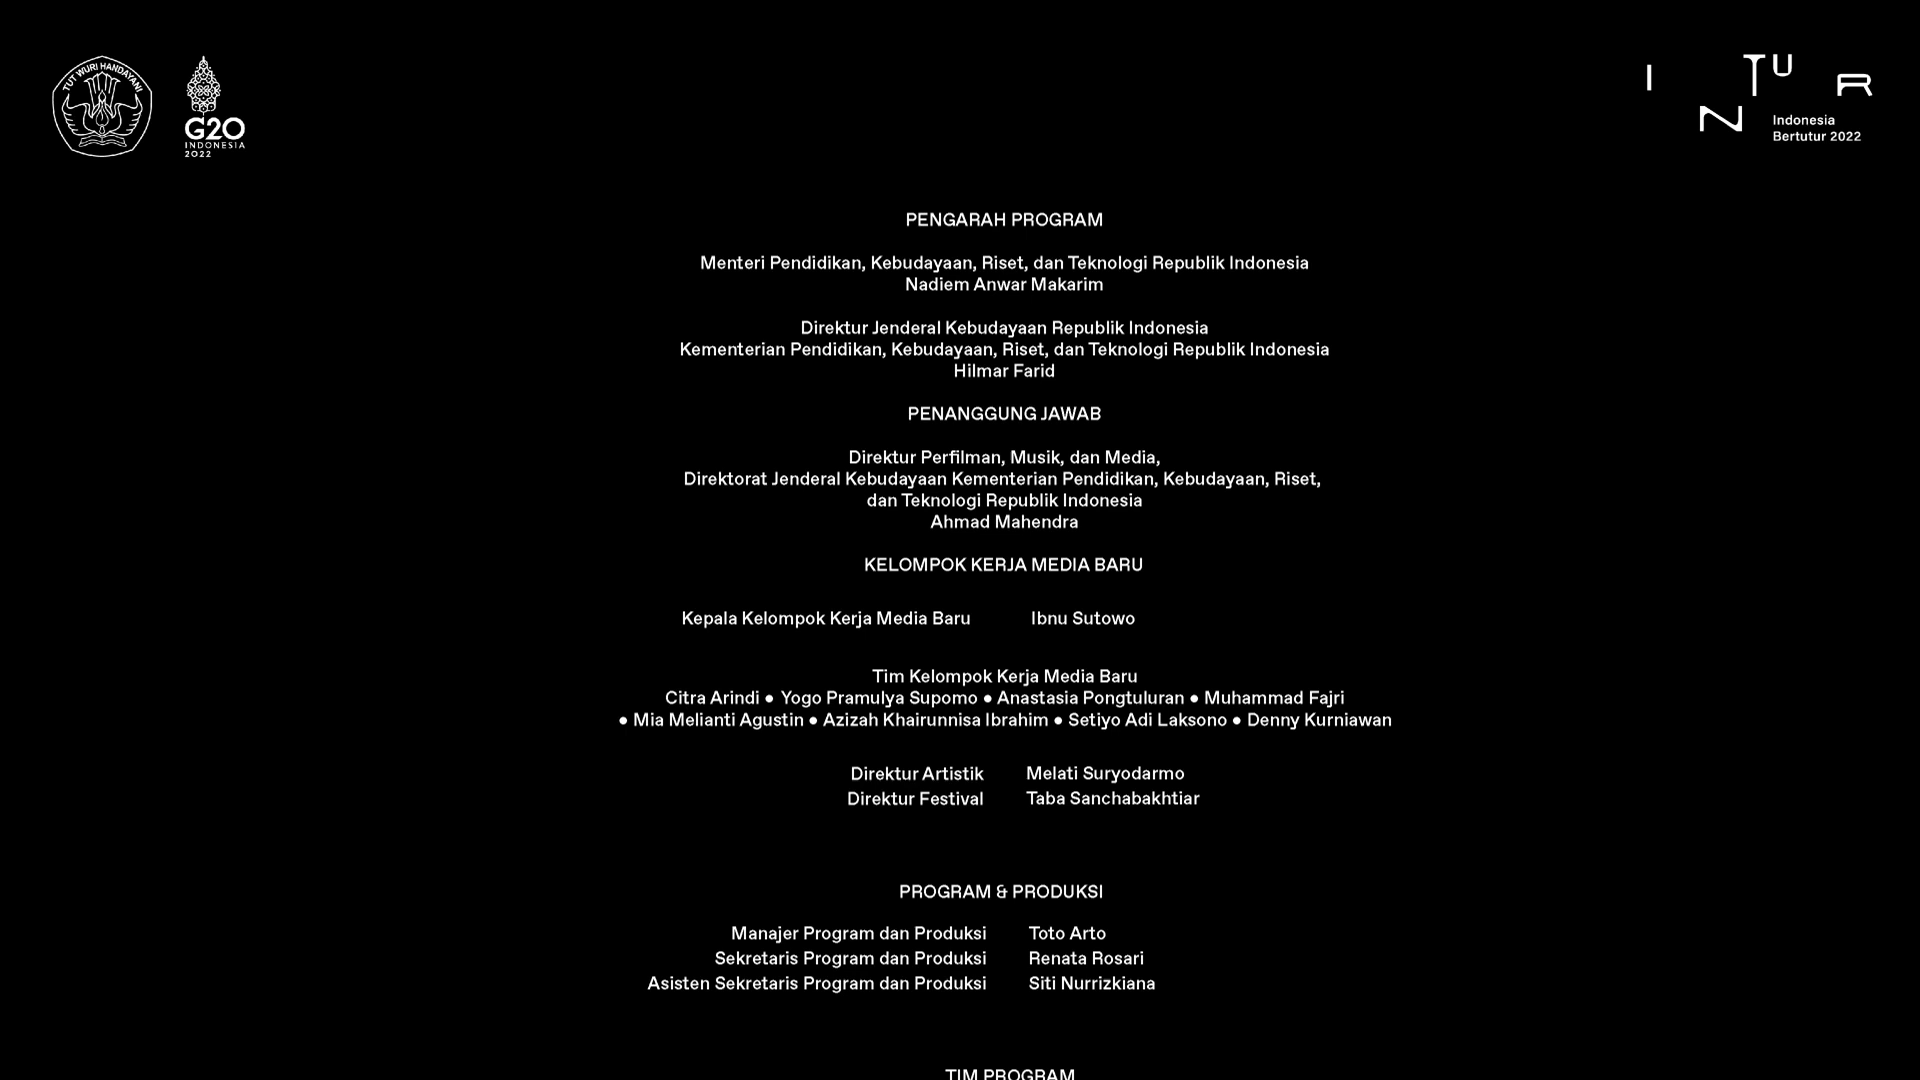 TUT WURI HANDAYANI
G20
INDONESIA
2022
I N T U R
Indonesia
Bertutur 2022
PENGARAH PROGRAM
Menteri Pendidikan, Kebudayaan, Riset, dan Teknologi Republik Indonesia
Nadiem Anwar Makarim
Direktur Jenderal Kebudayaan Republik Indonesia
Kementerian Pendidikan, Kebudayaan, Riset, dan Teknologi Republik Indonesia
Hilmar Farid
PENANGGUNG JAWAB
Direktur Perfilman, Musik, dan Media,
Direktorat Jenderal Kebudayaan Kementerian Pendidikan, Kebudayaan, Riset,
dan Teknologi Republik Indonesia
Ahmad Mahendra
KELOMPOK KERJA MEDIA BARU
Kepala Kelompok Kerja Media Baru Ibnu Sutowo
Tim Kelompok Kerja Media Baru
Citra Arindi ● Yogo Pramulya Supomo ● Anastasia Pongtuluran ● Muhammad Fajri
● Mia Melianti Agustin ● Azizah Khairunnisa Ibrahim ● Setiyo Adi Laksono ● Denny Kurniawan
Direktur Artistik Melati Suryodarmo
Direktur Festival Taba Sanchabakhtiar
PROGRAM & PRODUKSI
Manajer Program dan Produksi Toto Arto
Sekretaris Program dan Produksi Renata Rosari
Asisten Sekretaris Program dan Produksi Siti Nurrizkiana
TIM PROGRAM